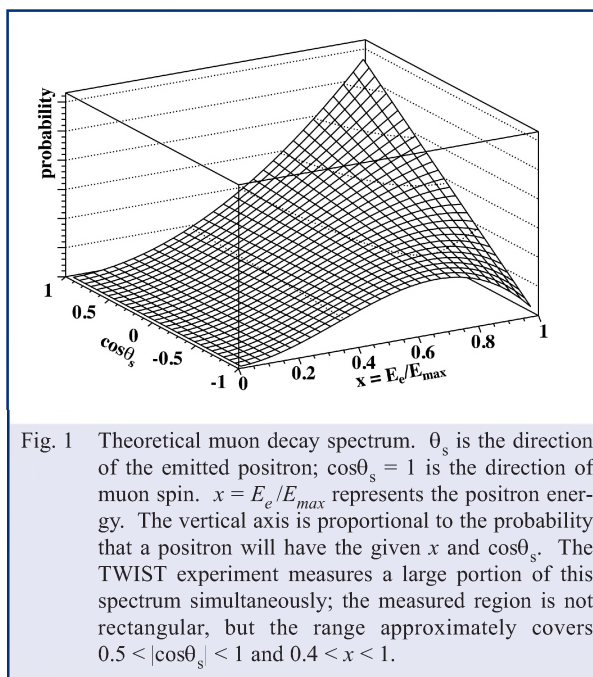 probability
1
0.5
0
-0.5
-1
cosθs
0
0.2
0.4
0.6
0.8
1
x = Ee/Emax
Fig. 1 Theoretical muon decay spectrum. θs is the direction
of the emitted positron; cosθs = 1 is the direction of
muon spin. x = Ee /Emax represents the positron ener-
gy. The vertical axis is proportional to the probability
that a positron will have the given x and cosθs. The
TWIST experiment measures a large portion of this
spectrum simultaneously; the measured region is not
rectangular, but the range approximately covers
0.5 < |cosθs| < 1 and 0.4 < x < 1.